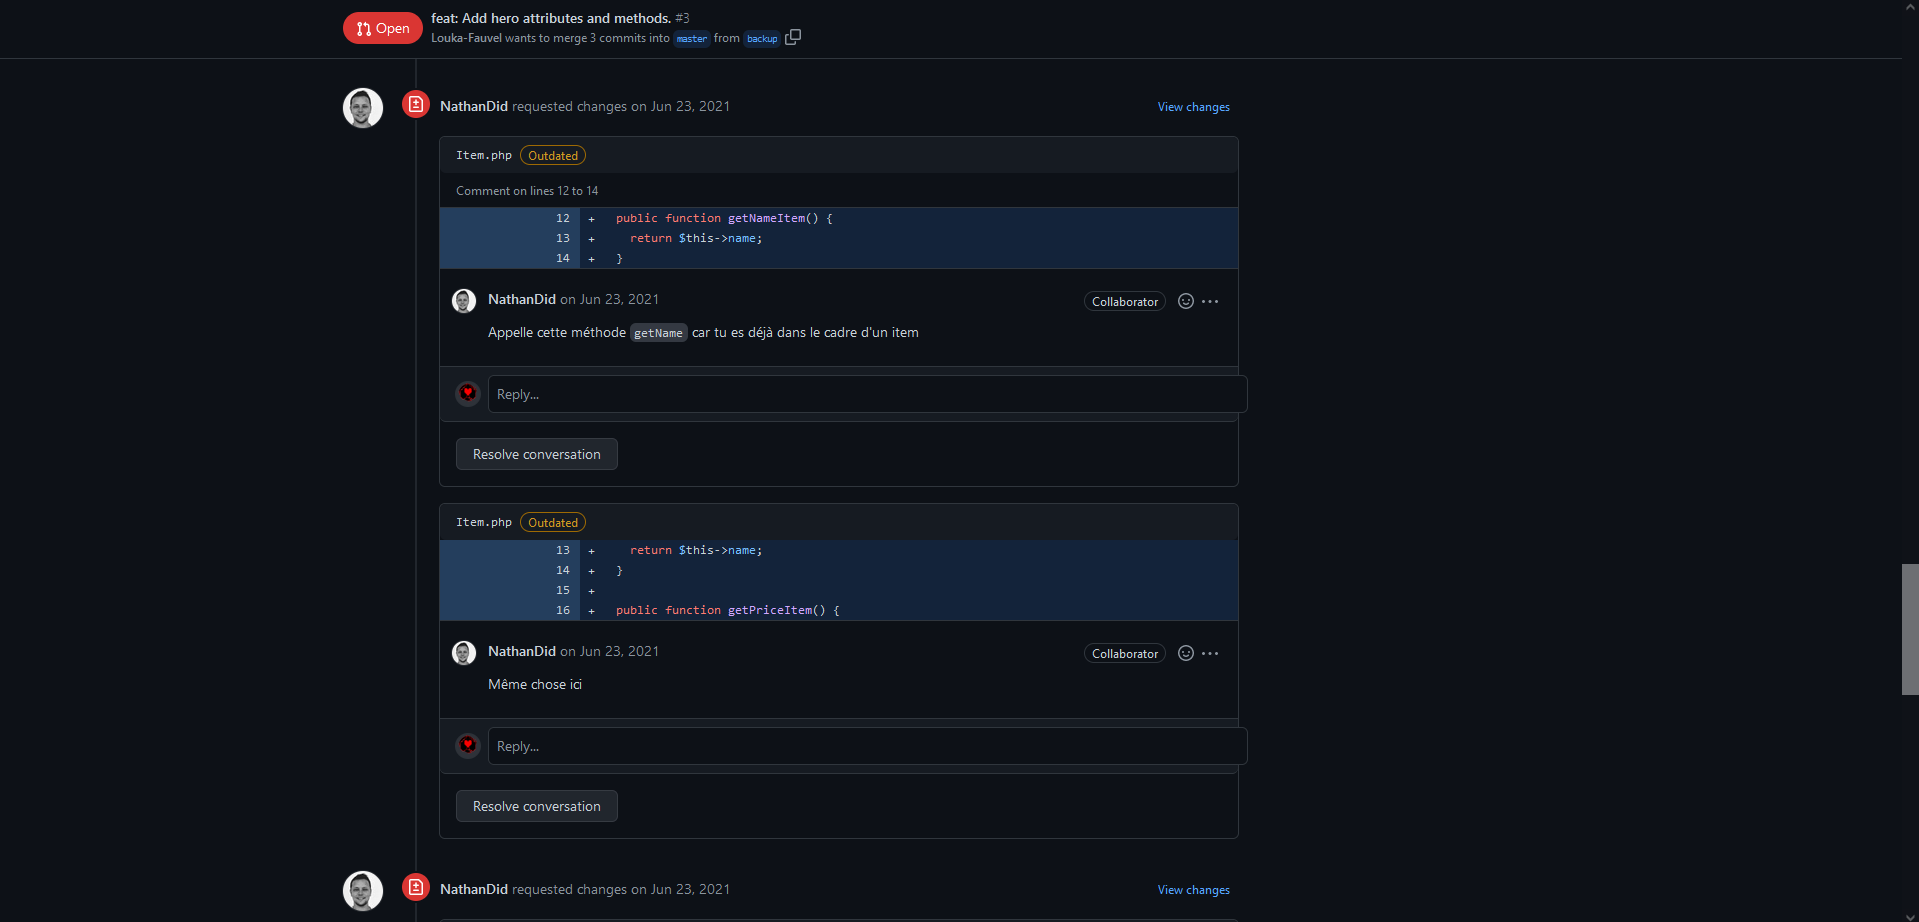 Open
feat: Add hero attributes and methods. #3
Louka-Fauvel wants to merge 3 commits into master from backup
NathanDid requested changes on Jun 23, 2021
View changes
Item.php Outdated
Comment on lines 12 to 14
12 + public function getNameItem() {
13 + return $this->name;
14 + }
NathanDid on Jun 23, 2021
Collaborator
Appelle cette méthode getName car tu es déjà dans le cadre d'un item
Reply...
Resolve conversation
Item.php Outdated
13 + return $this->name;
14 + }
15 +
16 + public function getPriceItem() {
NathanDid on Jun 23, 2021
Collaborator
Même chose ici
Reply...
Resolve conversation
NathanDid requested changes on Jun 23, 2021
View changes